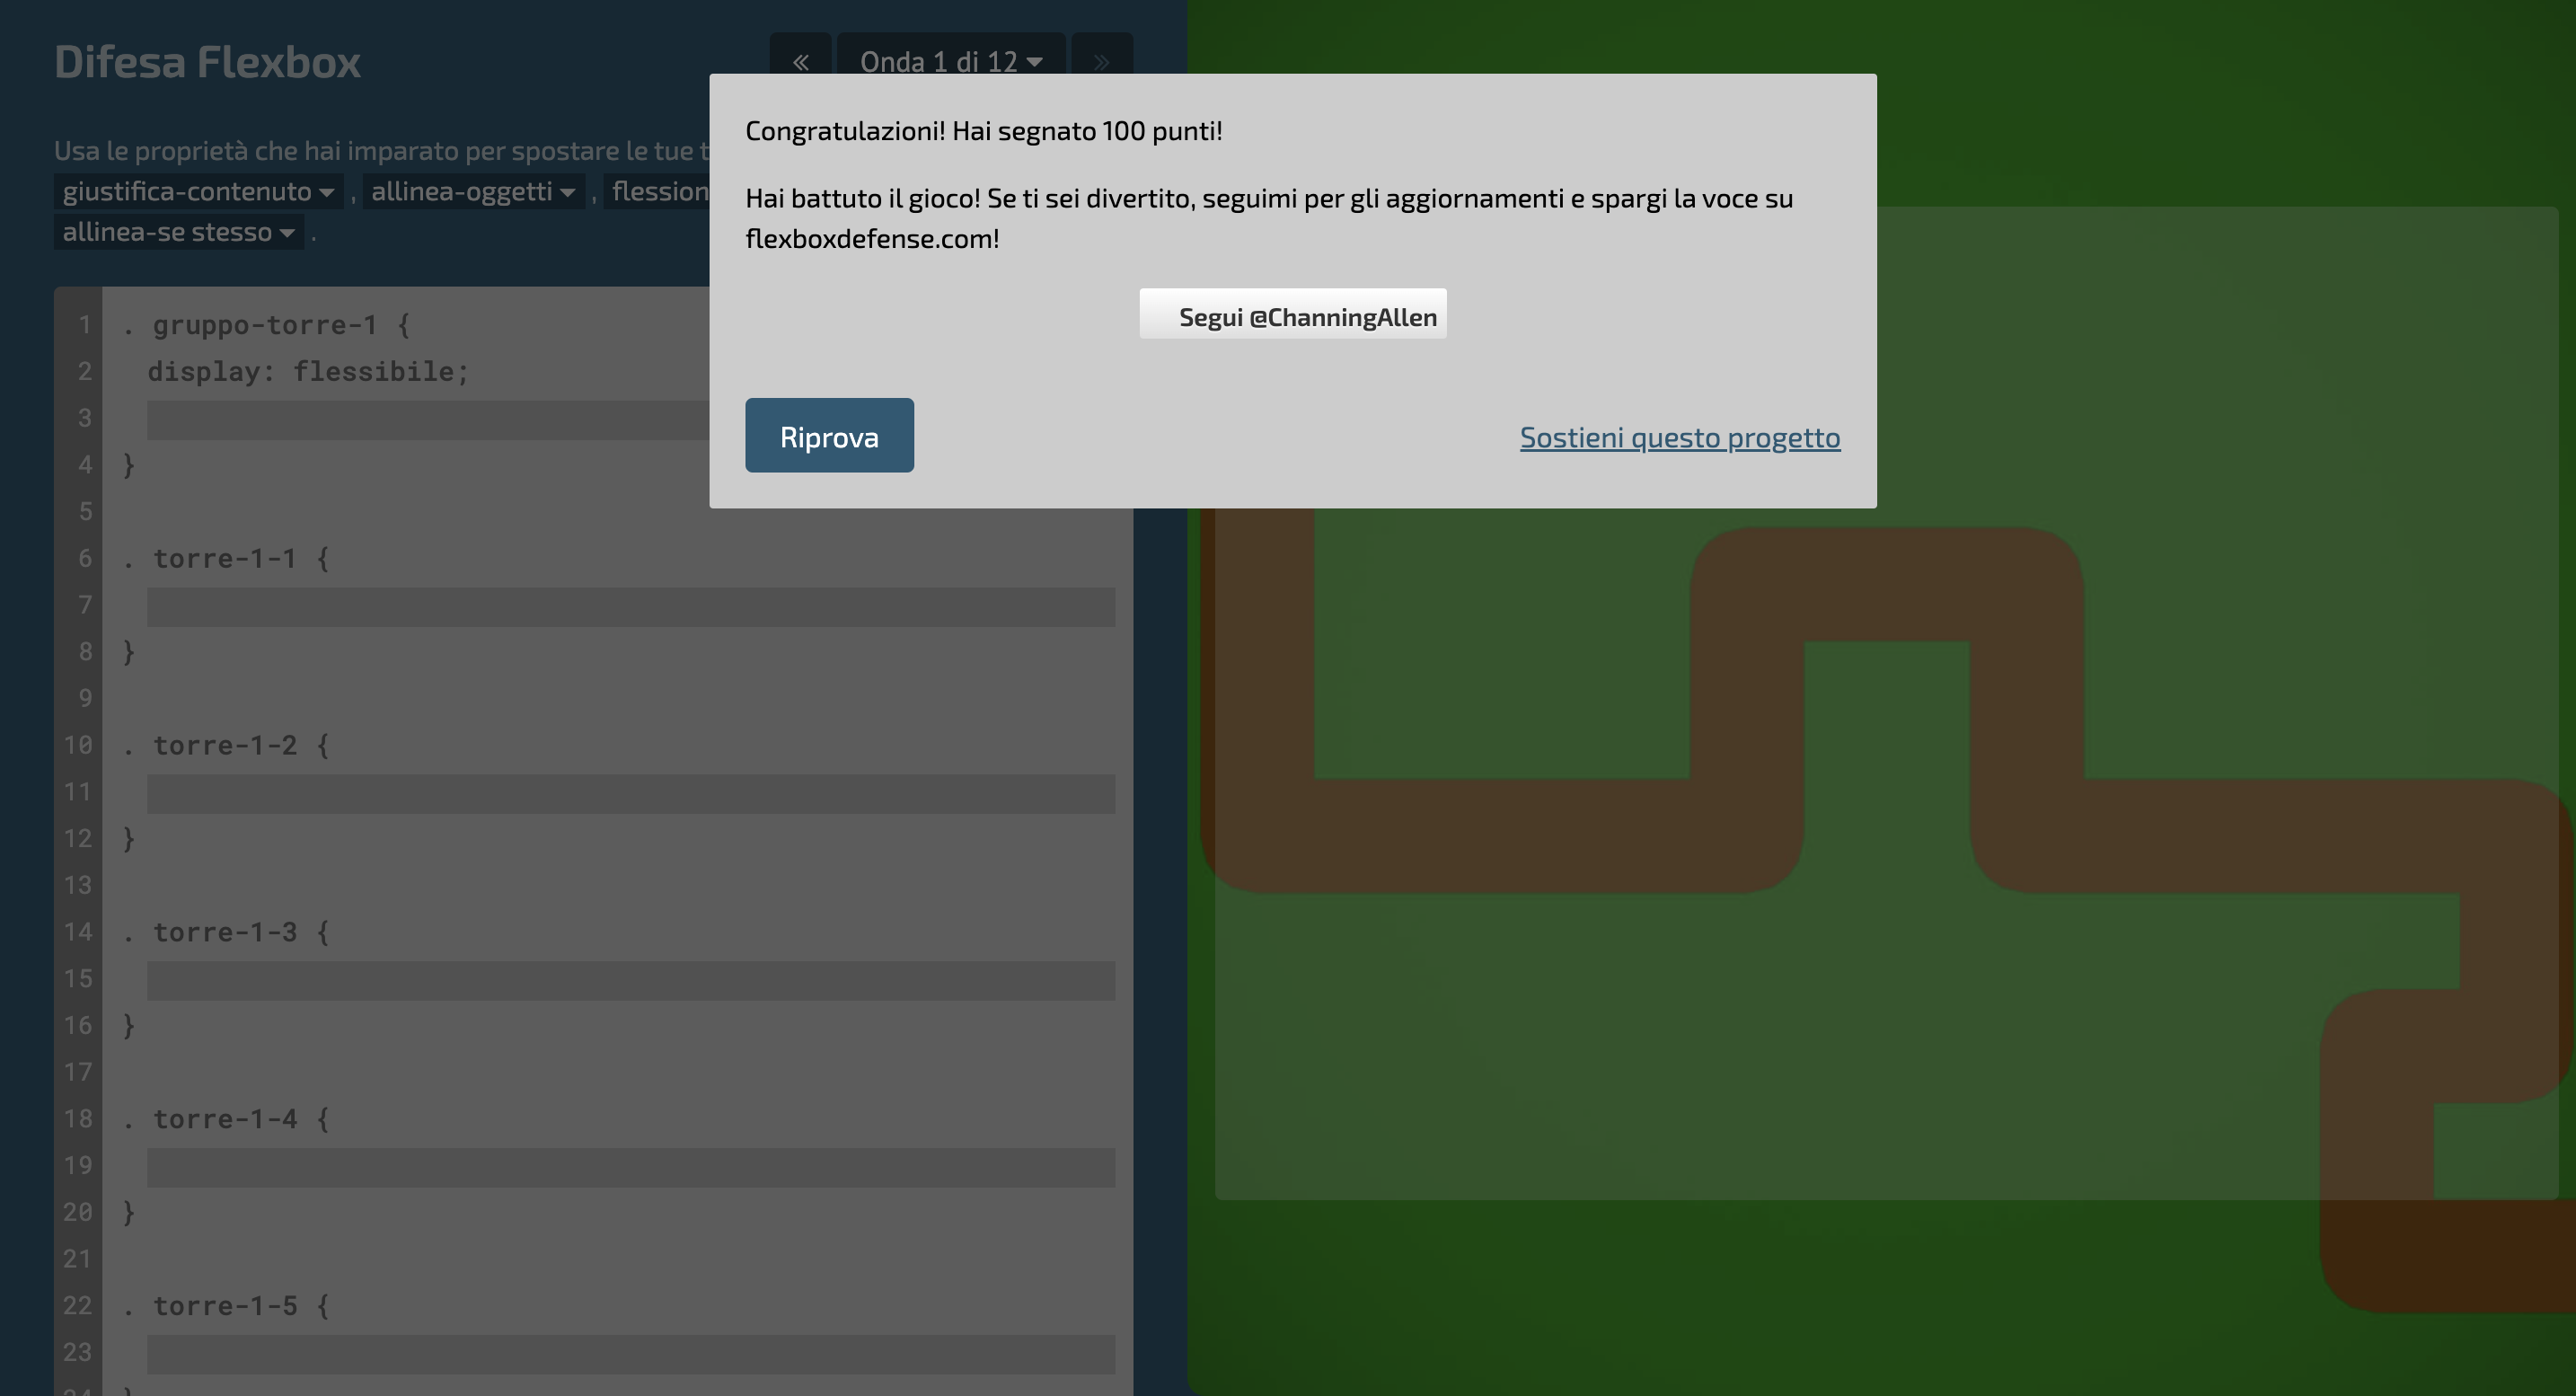 Difesa Flexbox
« Onda 1 di 12 »
Usa le proprietà che hai imparato per spostare le tue
giustifica-contenuto , allinea-oggetti ,
allinea-se stesso .
Congratulazioni! Hai segnato 100 punti!
Hai battuto il gioco! Se ti sei divertito, seguimi per gli aggiornamenti e spargi la voce su
flexboxdefense.com!
Segui @ChanningAllen
Riprova
Sostieni questo progetto
1 . gruppo-torre-1 {
2 display: flessibile;
3
4 }
5
6 . torre-1-1 {
7
8 }
9
10 . torre-1-2 {
11
12 }
13
14 . torre-1-3 {
15
16 }
17
18 . torre-1-4 {
19
20 }
21
22 . torre-1-5 {
23